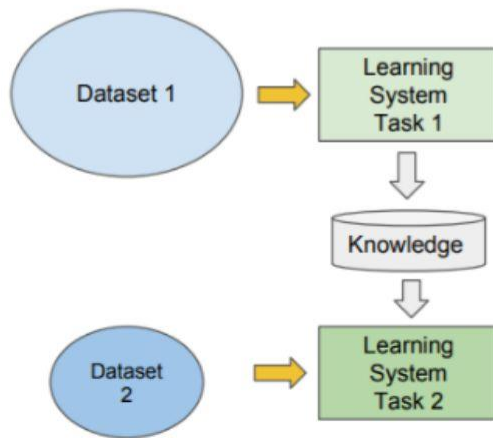 Dataset 1
Learning
System
Task 1
Knowledge
Dataset
2
Learning
System
Task 2